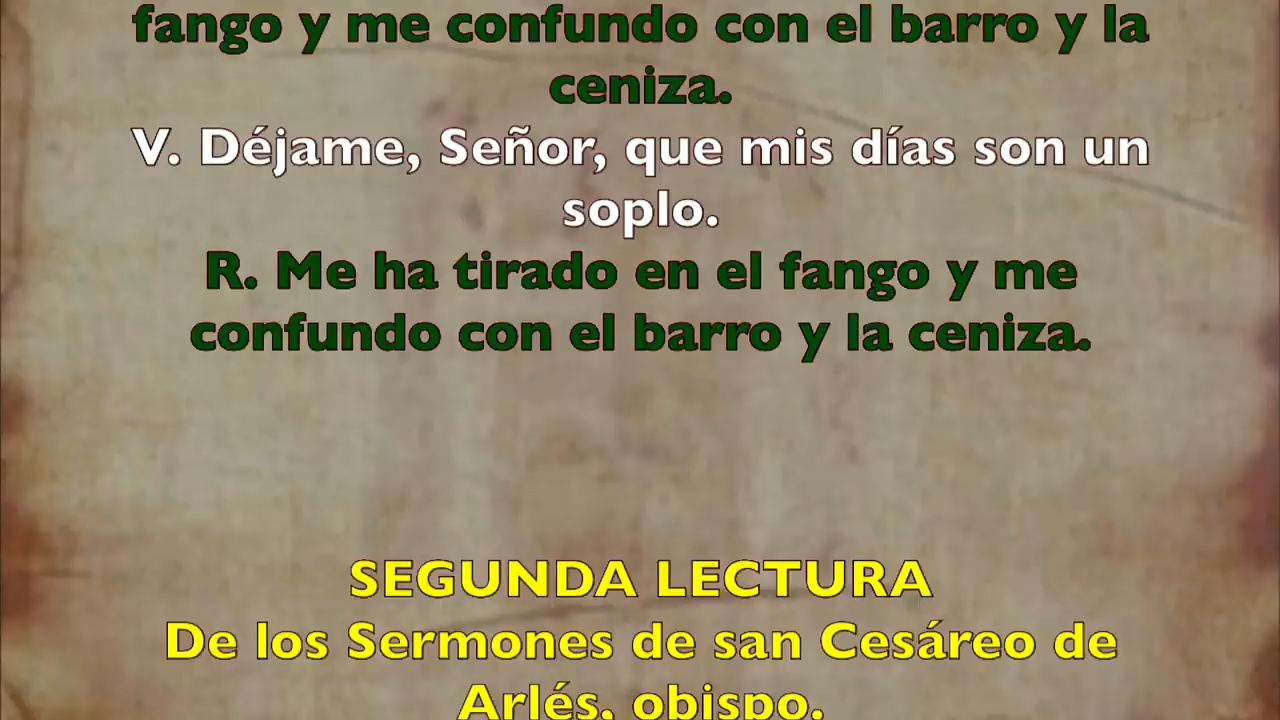 fango y me confundo con el barro y la
ceniza.
V. Déjame, Señor, que mis días son un
soplo.
R. Me ha tirado en el fango y me
confundo con el barro y la ceniza.
SEGUNDA LECTURA
De los Sermones de san Cesáreo de
Arlés, obispo.